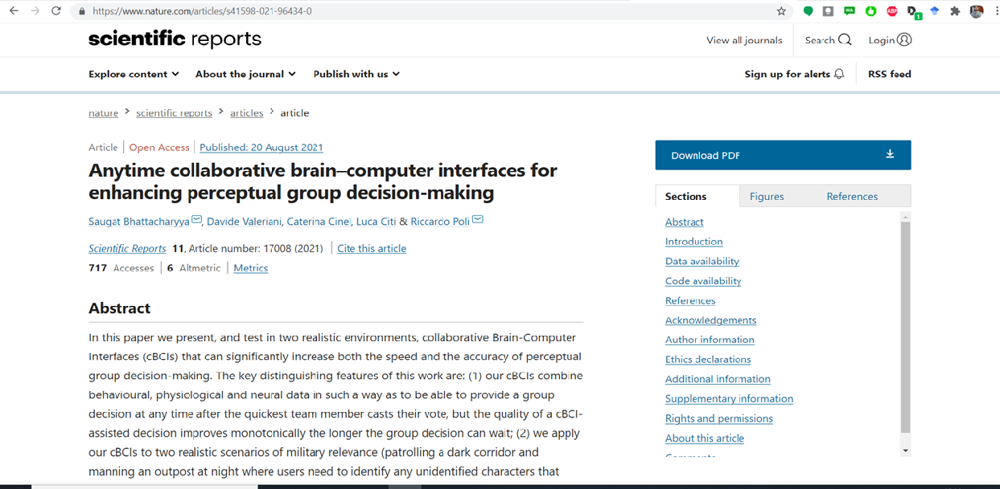 https://www.nature.com/articles/s41598-021-96434-0
WA
ABP
D
1
scientific reports
View all journals
Search
Login
Explore content
About the journal
Publish with us
Sign up for alerts
RSS feed
nature > scientific reports > articles > article
Article
Open Access
Published: 20 August 2021
Download PDF
Anytime collaborative brain–computer interfaces for
enhancing perceptual group decision-making
Sections
Figures
References
Saugat Bhattacharyya, Davide Valeriani, Caterina Cinel, Luca Citi & Riccardo Poli
Scientific Reports 11, Article number: 17008 (2021)
Cite this article
717 Accesses
6 Altmetric
Metrics
Abstract
In this paper we present, and test in two realistic environments, collaborative Brain-Computer
Interfaces (cBCIs) that can significantly increase both the speed and the accuracy of perceptual
group decision-making. The key distinguishing features of this work are: (1) our cBCIs combine
behavioural, physiological and neural data in such a way as to be able to provide a group
decision at any time after the quickest team member casts their vote, but the quality of a cBCI-
assisted decision improves monotonically the longer the group decision can wait; (2) we apply
our cBCIs to two realistic scenarios of military relevance (patrolling a dark corridor and
manning an outpost at night where users need to identify any unidentified characters that
Abstract
Introduction
Data availability
Code availability
References
Acknowledgements
Author information
Ethics declarations
Additional information
Supplementary information
Rights and permissions
About this article
Comments